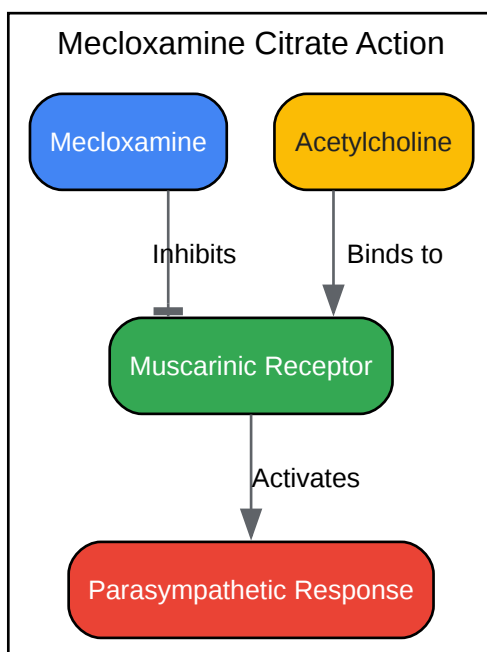 Mecloxamine Citrate Action
Mecloxamine
Acetylcholine
Inhibits
Binds to
Muscarinic Receptor
Activates
Parasympathetic Response